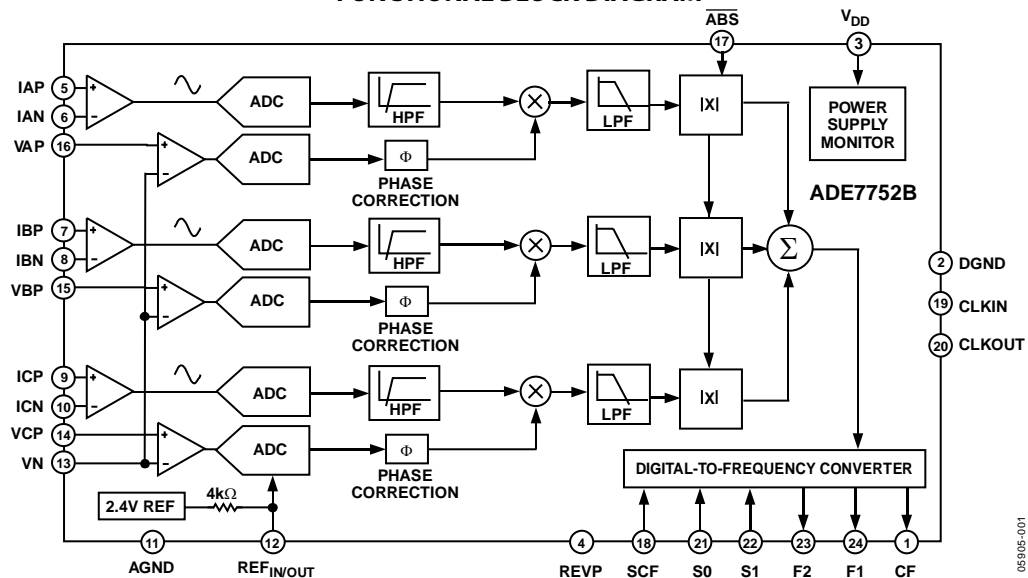 FUNCTIONAL BLOCK DIAGRAM
ABS
VDD
17
3
IAP 5
+
ADC
HPF
×
LPF
|X|
POWER
SUPPLY
MONITOR
IAN 6
–
VAP 16
+
ADC
Φ
–
PHASE
CORRECTION
ADE7752B
IBP 7
+
ADC
HPF
×
LPF
|X|
Σ
IBN 8
–
2 DGND
VBP 15
+
ADC
Φ
–
19 CLKIN
PHASE
CORRECTION
20 CLKOUT
ICP 9
+
ADC
HPF
×
LPF
|X|
ICN 10
–
VCP 14
+
ADC
Φ
VN 13
–
PHASE
CORRECTION
DIGITAL-TO-FREQUENCY CONVERTER
2.4V REF
4kΩ
11
12
4
18
21
22
23
24
1
AGND
REFIN/OUT
REVP
SCF
S0
S1
F2
F1
CF
05905-001